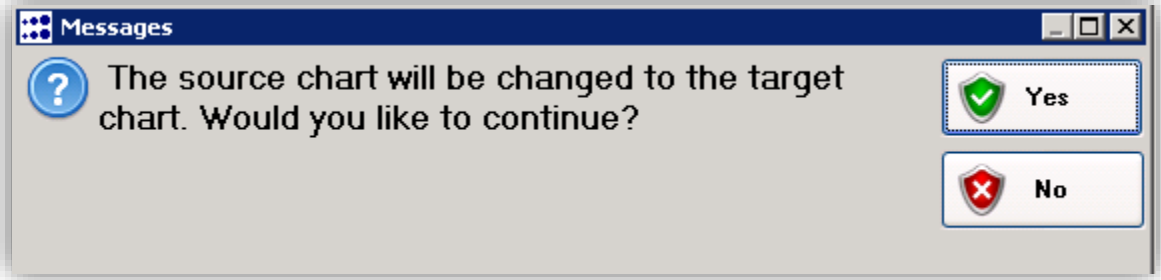 Messages
The source chart will be changed to the target
chart. Would you like to continue?
Yes
No